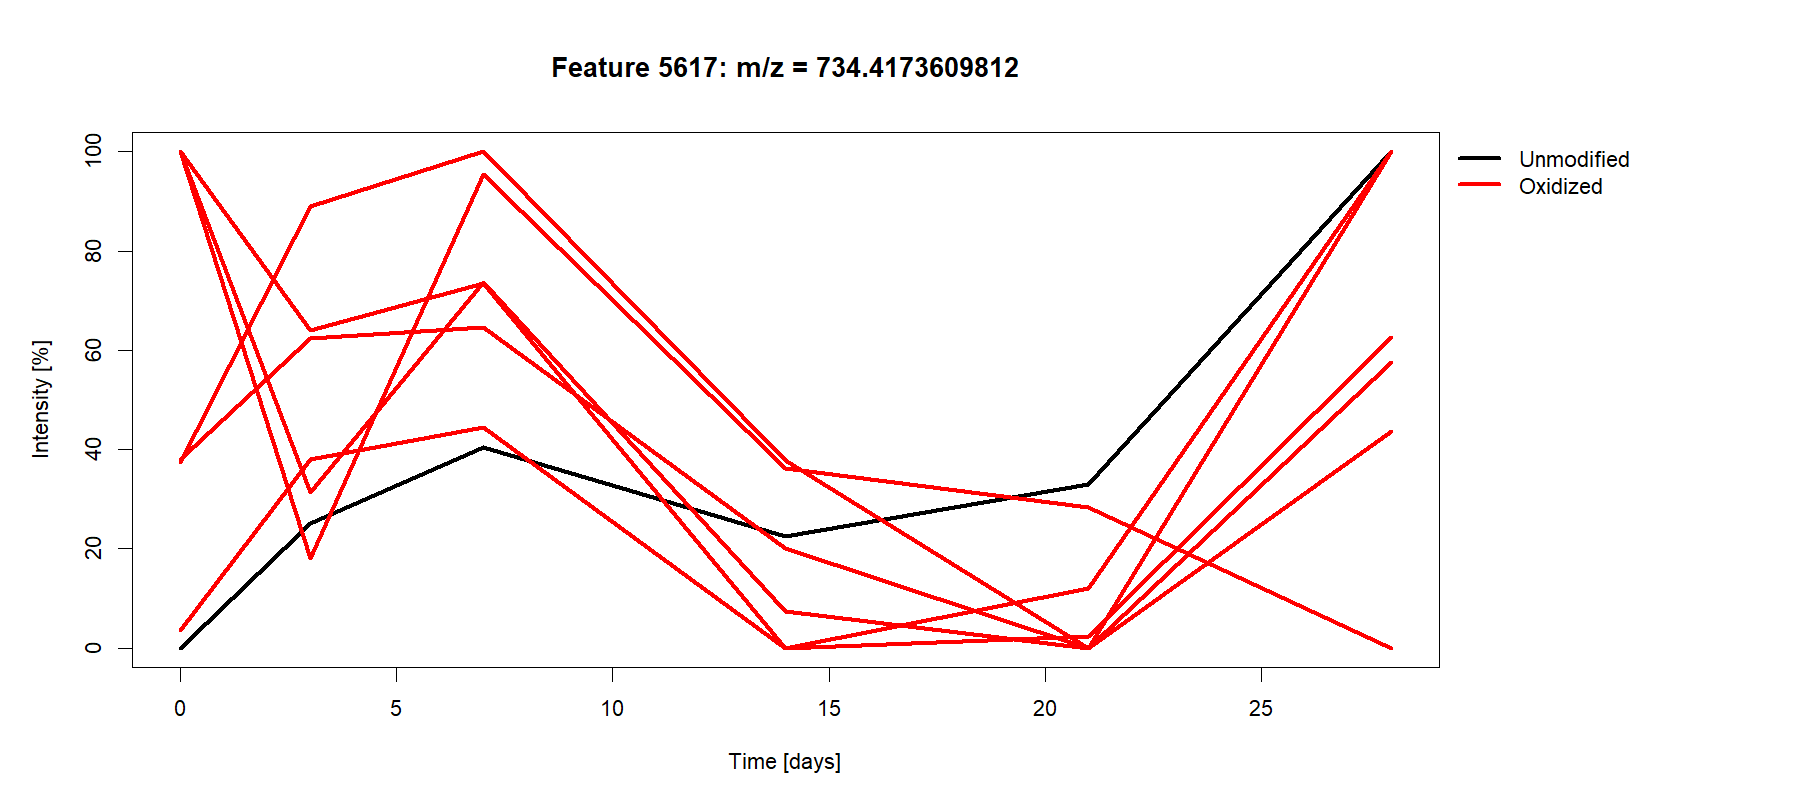 Feature 5617: m/z = 734.4173609812
Unmodified
Oxidized
Intensity [%]
100
80
60
40
20
0
0 5 10 15 20 25
Time [days]